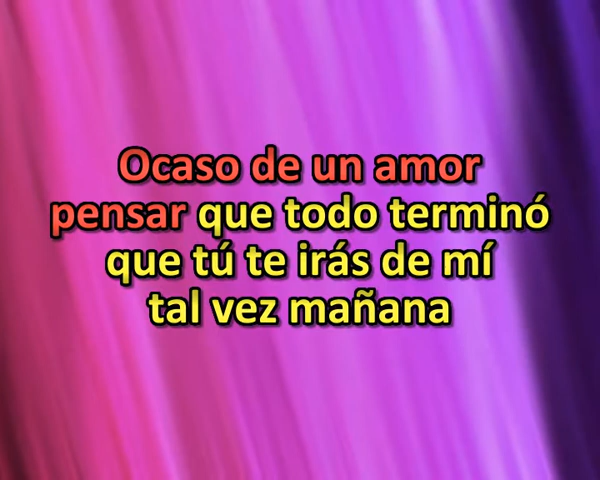 Ocaso de un amor
pensar que todo terminó
que tú te irás de mí
tal vez mañana